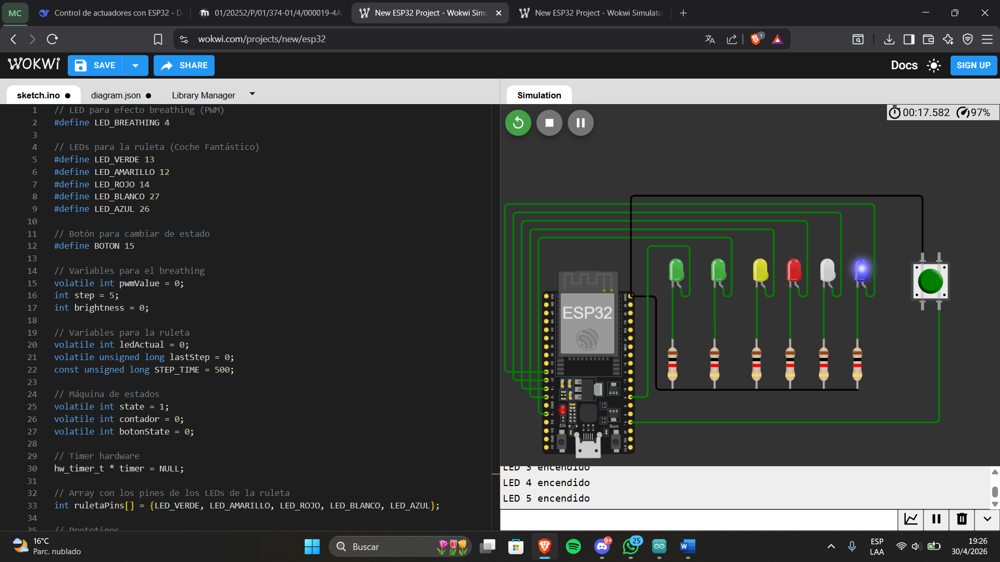 MC
Control de actuadores con ESP32 - D
01/20252/P/01/374-01/4/000019-4A
New ESP32 Project - Wokwi Simu
New ESP32 Project - Wokwi Simulato
wokwi.com/projects/new/esp32
1
WOKWi
SAVE
SHARE
Docs
SIGN UP
sketch.ino
diagram.json
Library Manager
Simulation
1 // LED para efecto breathing (PWM)
2 #define LED_BREATHING 4
3
4 // LEDs para la ruleta (Coche Fantástico)
5 #define LED_VERDE 13
6 #define LED_AMARILLO 12
7 #define LED_ROJO 14
8 #define LED_BLANCO 27
9 #define LED_AZUL 26
10
11 // Botón para cambiar de estado
12 #define BOTON 15
13
14 // Variables para el breathing
15 volatile int pwmValue = 0;
16 int step = 5;
17 int brightness = 0;
18
19 // Variables para la ruleta
20 volatile int ledActual = 0;
21 volatile unsigned long lastStep = 0;
22 const unsigned long STEP_TIME = 500;
23
24 // Máquina de estados
25 volatile int state = 1;
26 volatile int contador = 0;
27 volatile int botonState = 0;
28
29 // Timer hardware
30 hw_timer_t * timer = NULL;
31
32 // Array con los pines de los LEDs de la ruleta
33 int ruletaPins[] = {LED_VERDE, LED_AMARILLO, LED_ROJO, LED_BLANCO, LED_AZUL};
34
35 // Prototipos
00:17.582
97%
ESP32
EN
Boot
LED 3 encendido
LED 4 encendido
LED 5 encendido
16°C
Parc. nublado
Buscar
9+
25
ESP
LAA
19:26
30/4/2026